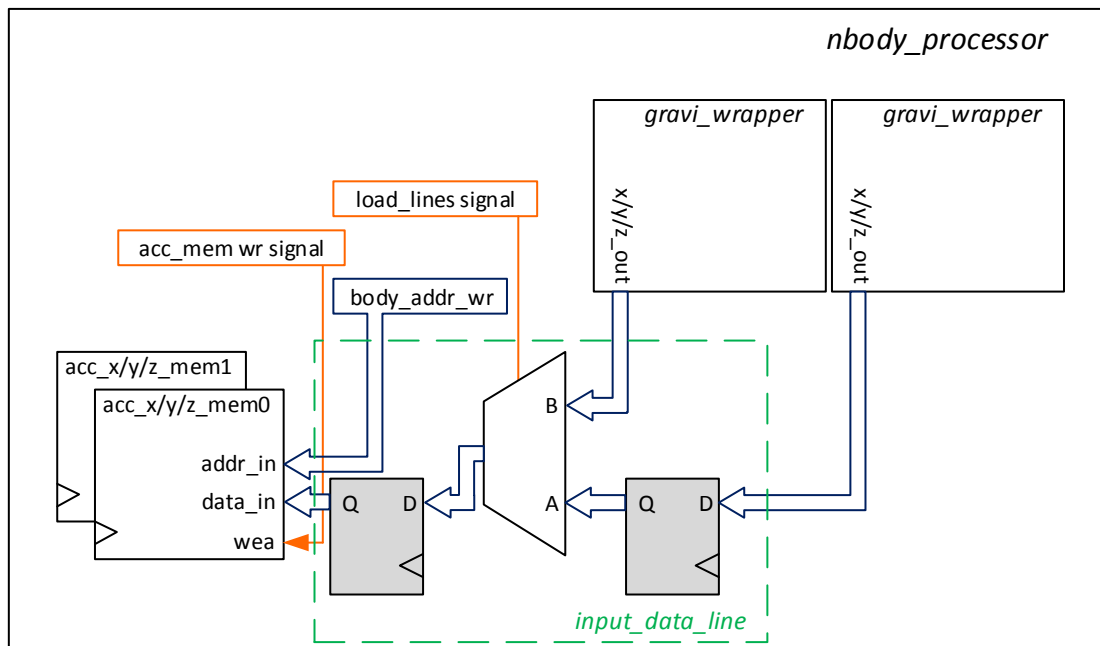 nbody_processor
gravi_wrapper
gravi_wrapper
x/y/z_out
x/y/z_out
load_lines signal
acc_mem wr signal
body_addr_wr
acc_x/y/z_mem1
acc_x/y/z_mem0
addr_in
data_in
wea
Q
D
B
A
Q
D
input_data_line